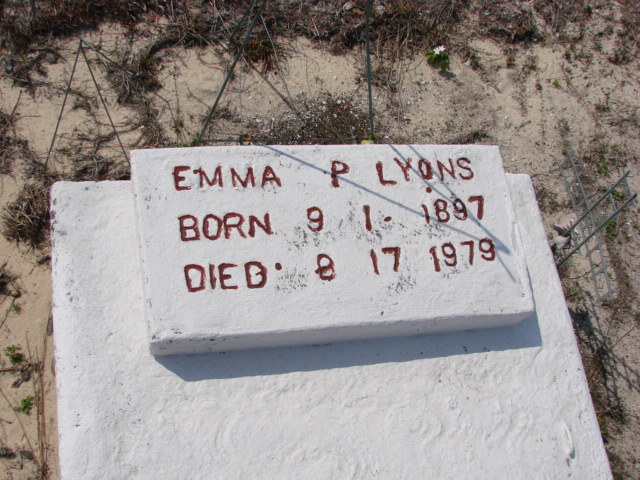 EMMA P LYONS
BORN 9 1. 1897
DIED 8 17 1979